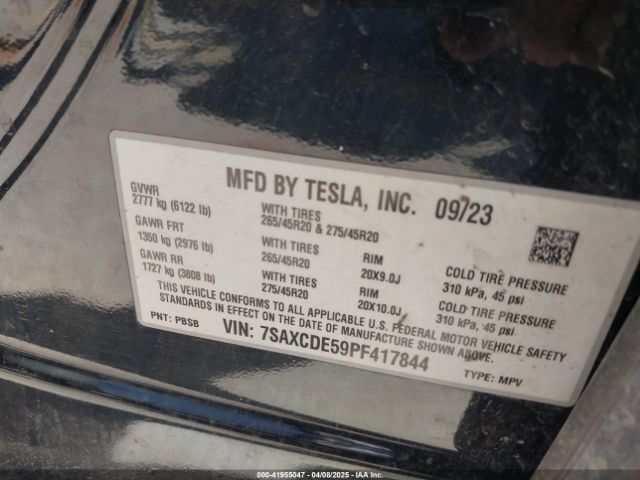 MFD BY TESLA, INC. 09/23
GVWR
2777 kg (6122 lb)
WITH TIRES
265/45R20 & 275/45R20
GAWR FRT
1350 kg (2976 lb)
WITH TIRES
265/45R20
RIM
20X9.0J
COLD TIRE PRESSURE
310 kPa, 45 psi
GAWR RR
1727 kg (3808 lb)
WITH TIRES
275/45R20
RIM
20X10.0J
COLD TIRE PRESSURE
310 kPa, 45 psi
THIS VEHICLE CONFORMS TO ALL APPLICABLE U.S. FEDERAL MOTOR VEHICLE SAFETY
STANDARDS IN EFFECT ON THE DATE OF MANUFACTURE SHOWN ABOVE.
PNT: PBSB
VIN: 7SAXCDE59PF417844
TYPE: MPV
000-41955047 - 04/08/2025 - IAAI.COM